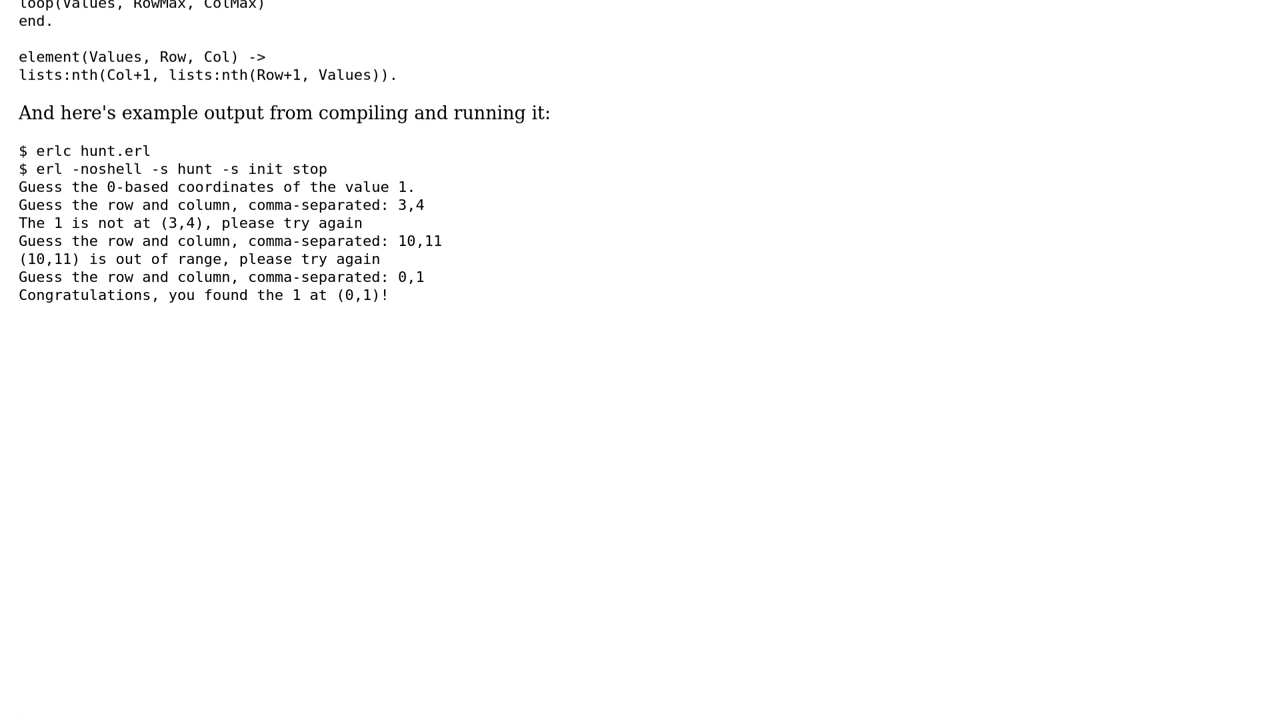 loop(Values, RowMax, ColMax)
end.
element(Values, Row, Col) ->
lists:nth(Col+1, lists:nth(Row+1, Values)).
And here's example output from compiling and running it:
$ erlc hunt.erl
$ erl -noshell -s hunt -s init stop
Guess the 0-based coordinates of the value 1.
Guess the row and column, comma-separated: 3,4
The 1 is not at (3,4), please try again
Guess the row and column, comma-separated: 10,11
(10,11) is out of range, please try again
Guess the row and column, comma-separated: 0,1
Congratulations, you found the 1 at (0,1)!